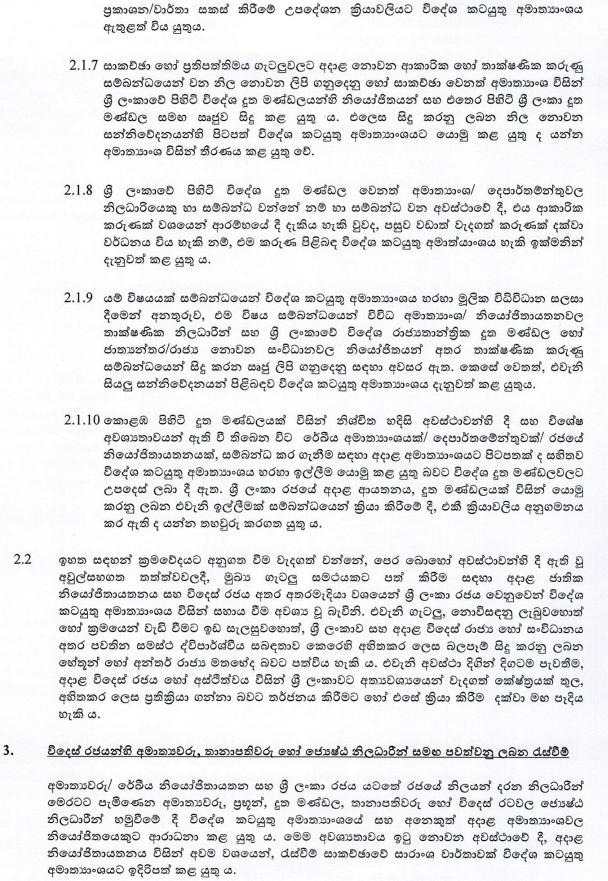 ප්‍රකාශන/වාර්තා සකස් කිරීමේ උපදේශන ක්‍රියාවලියට විදේශ කටයුතු අමාත්‍යාංශය
ඇතුළත් විය යුතුය.
2.1.7 සාකච්ඡා හෝ ප්‍රතිපත්තිමය ගැටලුවලට අදාළ නොවන ආකාරික හෝ තාක්ෂණික කරුණු
සම්බන්ධයෙන් වන නිල නොවන ලිපි ගනුදෙනු හෝ සාකච්ඡා වෙනත් අමාත්‍යාංශ විසින්
ශ්‍රී ලංකාවේ පිහිටි විදේශ දූත මණ්ඩලයන්හි නියෝජිතයන් සහ එතෙර පිහිටි ශ්‍රී ලංකා දූත
මණ්ඩල සමඟ සෘජුව සිදු කළ යුතු ය. එලෙස සිදු කරනු ලබන නිල නොවන
සන්නිවේදනයන්හි පිටපත් විදේශ කටයුතු අමාත්‍යාංශයට යොමු කළ යුතු ද යන්න
අමාත්‍යාංශ විසින් තීරණය කළ යුතු වේ.
2.1.8 ශ්‍රී ලංකාවේ පිහිටි විදේශ දූත මණ්ඩල වෙනත් අමාත්‍යාංශ/ දෙපාර්තමින්තුවල
නිලධාරියෙකු හා සම්බන්ධ වන්නේ නම් හා සම්බන්ධ වන අවස්ථාවේ දී, එය ආකාරික
කරුණක් වශයෙන් ආරම්භයේ දී දැකිය හැකි වුවද, පසුව වඩාත් වැදගත් කරුණක් දක්වා
වර්ධනය විය හැකි නම්, එම කරුණ පිළිබඳ විදේශ කටයුතු අමාත්යාංශය හැකි ඉක්මනින්
දැනුවත් කළ යුතු ය.
2.1.9 යම් විෂයයක් සම්බන්ධයෙන් විදේශ කටයුතු අමාත්‍යාංශය හරහා මූලික විධිවිධාන සලසා
දීමෙන් අනතුරුව, එම විෂය සම්බන්ධයෙන් විවිධ අමාත්‍යාංශ/ නියෝජිතායතනවල
තාක්ෂණික නිලධාරීන් සහ ශ්‍රී ලංකාවේ විදේශ රාජ්‍යතාන්ත්‍රික දූත මණ්ඩල හෝ
ජාත්‍යන්තර/රාජ්‍ය නොවන සංවිධානවල නියෝජිතයන් අතර තාක්ෂණික කරුණු
සම්බන්ධයෙන් සිදු කරන සෘජු ලිපි ගනුදෙනු සඳහා අවසර ඇත. කෙසේ වෙතත්, එවැනි
සියලු සන්නිවේදනයන් පිළිබඳව විදේශ කටයුතු අමාත්‍යාංශය දැනුවත් කළ යුතුය.
2.1.10 කොළඹ පිහිටි දූත මණ්ඩලයක් විසින් නිශ්චිත හදිසි අවස්ථාවන්හි දී සහ විශේෂ
අවශ්‍යතාවයන් ඇති වී තිබෙන විට රේඛීය අමාත්‍යාංශයක්/ දෙපාර්තමේන්තුවක්/ රජයේ
නියෝජිතායතනයක්, සම්බන්ධ කර ගැනීම සඳහා අදාළ අමාත්‍යාංශයට පිටපතක් ද සහිතව
විදේශ කටයුතු අමාත්‍යාංශය හරහා ඉල්ලීම යොමු කළ යුතු බවට විදේශ දූත මණ්ඩලවලට
උපදෙස් ලබා දී ඇත. ශ්‍රී ලංකා රජයේ අදාළ ආයතනය, දූත මණ්ඩලයක් විසින් යොමු
කරනු ලබන එවැනි ඉල්ලීමක් සම්බන්ධයෙන් ක්‍රියා කිරීමේ දී, එකී ක්‍රියාවලිය අනුගමනය
කර ඇති ද යන්න තහවුරු කරගත යුතු ය.
2.2 ඉහත සඳහන් ක්‍රමවේදයට අනුගත වීම වැදගත් වන්නේ, පෙර බොහෝ අවස්ථාවන්හි දී ඇති වූ
අවුල්සහගත තත්ත්වවලදී, මුඛ්‍ය ගැටලු සමථයකට පත් කිරීම සඳහා අදාළ ජාතික
නියෝජිතායතනය සහ විදෙස් රජය අතර අතරමැදියා වශයෙන් ශ්‍රී ලංකා රජය වෙනුවෙන් විදේශ
කටයුතු අමාත්‍යාංශය විසින් සහාය වීම අවශ්‍ය වූ බැවිනි. එවැනි ගැටලු, නොවිසඳනු ලැබුවහොත්
හෝ ක්‍රමයෙන් වැඩි වීමට ඉඩ සැලසුවහොත්, ශ්‍රී ලංකාව සහ අදාළ විදෙස් රාජ්‍ය හෝ සංවිධානය
අතර පවතින සමස්ථ ද්විපාර්ශ්වීය සබඳතාව කෙරෙහි අහිතකර ලෙස බලපෑම් සිදු කරනු ලබන
හේතූන් හෝ අන්තර් රාජ්‍ය මතභේද බවට පත්විය හැකි ය. එවැනි අවස්ථා දිගින් දිගටම පැවතීම,
අදාළ විදෙස් රජය හෝ අස්ථිත්වය විසින් ශ්‍රී ලංකාවට අත්‍යවශ්‍යයෙන් වැදගත් ක්ෂේත්‍රයක් තුල,
අහිතකර ලෙස ප්‍රතික්‍රියා ගන්නා බවට තර්ජනය කිරීමට හෝ එසේ ක්‍රියා කිරීම දක්වා මඟ පෑදිය
හැකි ය.
3. විදෙස් රජයන්හි අමාත්‍යවරු, තානාපතිවරු හෝ ජ්‍යෙෂ්ඨ නිලධාරීන් සමඟ පවත්වනු ලබන රැස්වීම්
අමාත්‍යවරු/ රේඛීය නියෝජිතායතන සහ ශ්‍රී ලංකා රජය යටතේ රජයේ නිලයන් දරන නිලධාරීන්
මෙරටට පැමිණෙන අමාත්‍යවරු, ප්‍රභූන්, දූත මණ්ඩල, තානාපතිවරු හෝ විදෙස් රටවල ජ්‍යෙෂ්ඨ
නිලධාරීන් හමුවීමේ දී විදේශ කටයුතු අමාත්‍යාංශයේ සහ අනෙකුත් අදාළ අමාත්‍යාංශවල
නියෝජිතයෙකුට ආරාධනා කළ යුතු ය. මෙම අවශ්‍යතාවය ඉටු නොවන අවස්ථාවේ දී, අදාළ
නියෝජිතායතනය විසින් අවම වශයෙන්, රැස්වීම් සාකච්ඡාවේ සාරාංශ වාර්තාවක් විදේශ කටයුතු
අමාත්‍යාංශයට ඉදිරිපත් කළ යුතු ය.